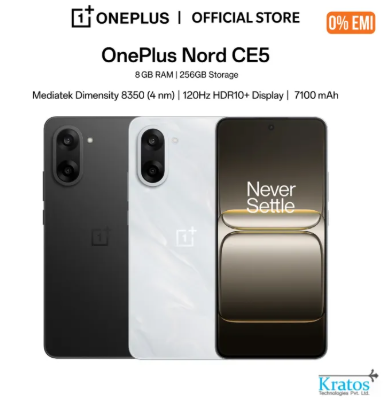 1+ ONEPLUS | OFFICIAL STORE
0% EMI
OnePlus Nord CE5
8 GB RAM | 256GB Storage
Mediatek Dimensity 8350 (4 nm) | 120Hz HDR10+ Display | 7100 mAh
Never
Settle
Kratos
Technologies Pvt. Ltd.